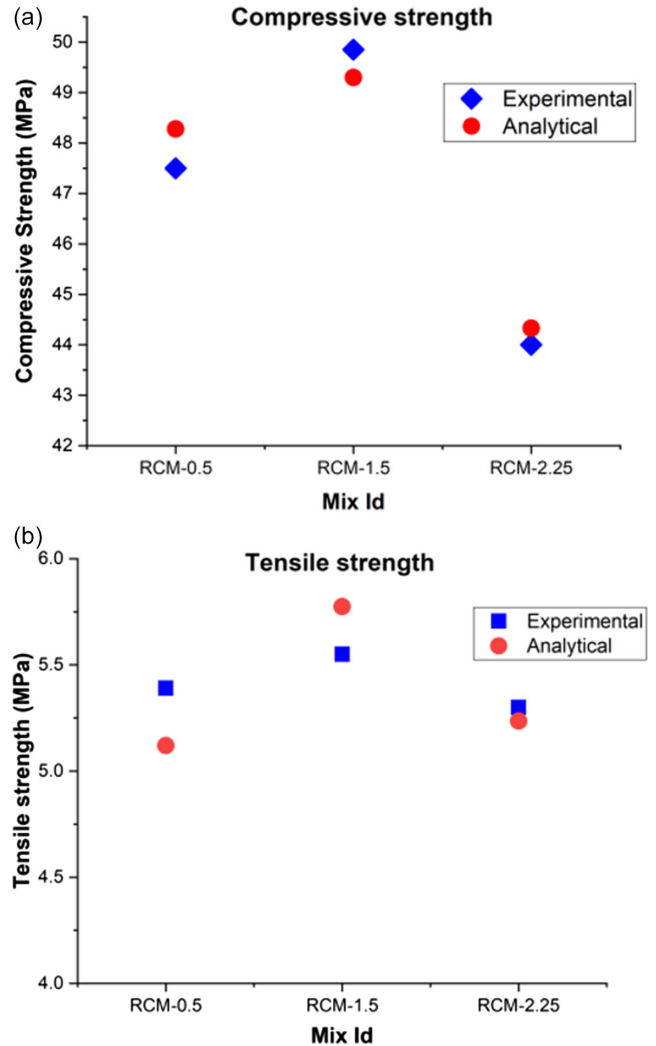 (a)
Compressive strength
50
49
48
47
46
45
44
43
42
Compressive Strength (MPa)
Experimental
Analytical
RCM-0.5
RCM-1.5
RCM-2.25
Mix Id
(b)
Tensile strength
6.0
5.5
5.0
4.5
4.0
Tensile strength (MPa)
Experimental
Analytical
RCM-0.5
RCM-1.5
RCM-2.25
Mix Id